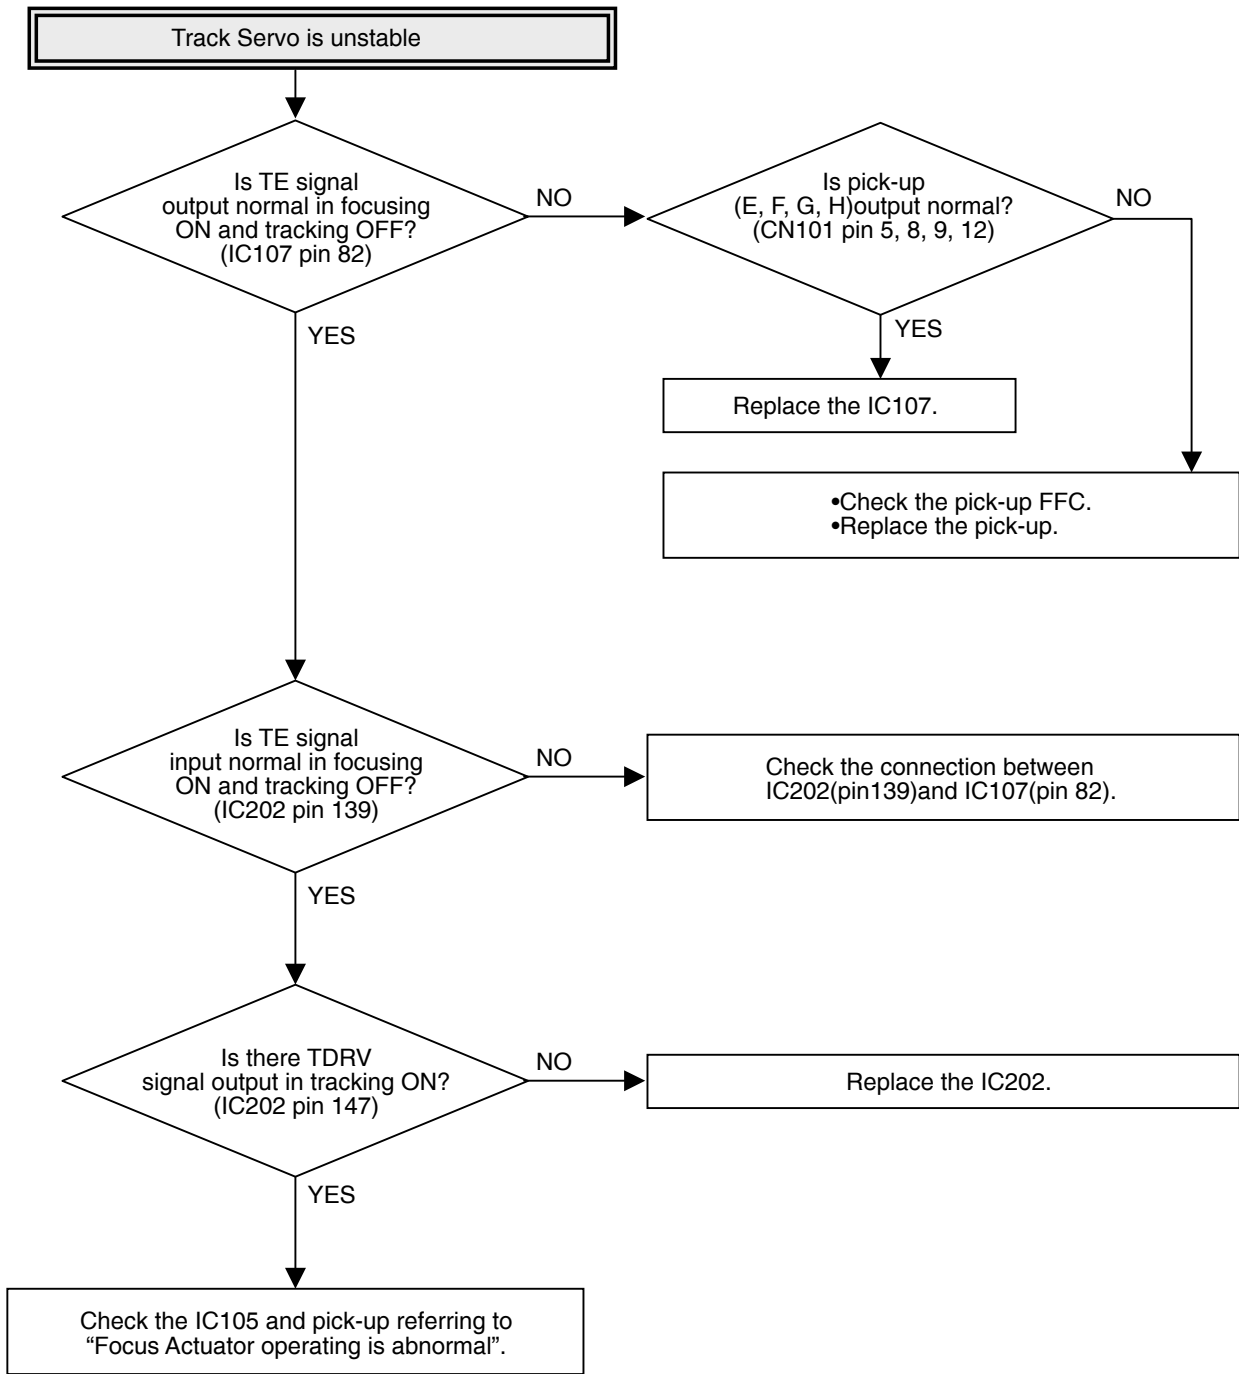 Track Servo is unstable
Is TE signal
output normal in focusing
ON and tracking OFF?
(IC107 pin 82)
NO
YES
Is pick-up
(E, F, G, H)output normal?
(CN101 pin 5, 8, 9, 12)
NO
YES
Replace the IC107.
•Check the pick-up FFC.
•Replace the pick-up.
Is TE signal
input normal in focusing
ON and tracking OFF?
(IC202 pin 139)
NO
YES
Check the connection between
IC202(pin139)and IC107(pin 82).
Is there TDRV
signal output in tracking ON?
(IC202 pin 147)
NO
YES
Replace the IC202.
Check the IC105 and pick-up referring to
“Focus Actuator operating is abnormal”.